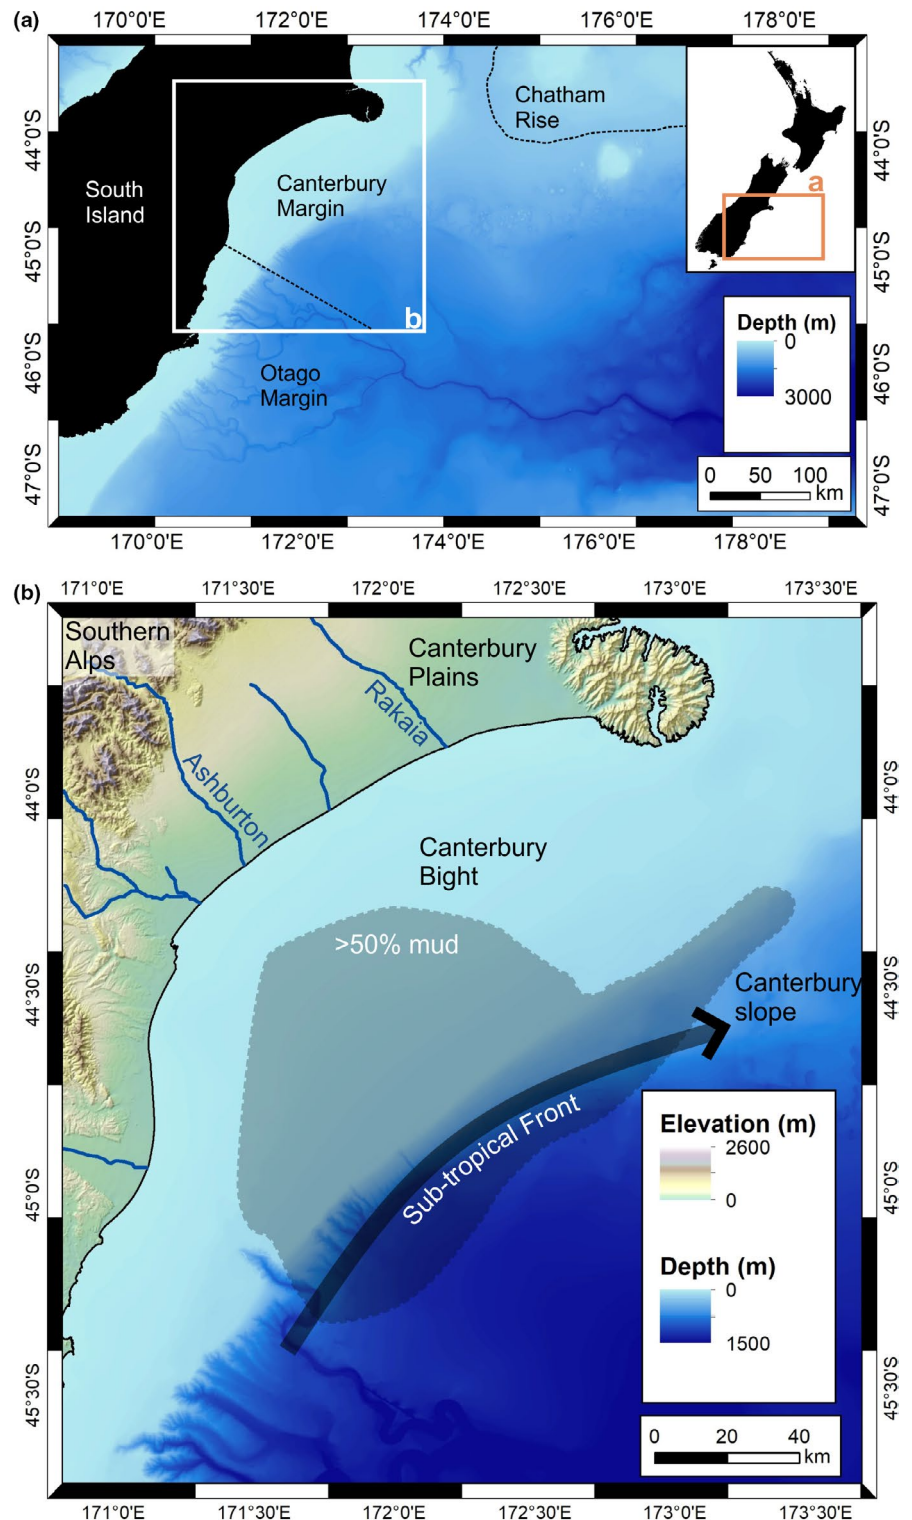 (a)
170°0'E 172°0'E 174°0'E 176°0'E 178°0'E
44°0'S
45°0'S
46°0'S
47°0'S
South
Island
Canterbury
Margin
Chatham
Rise
b
Otago
Margin
a
Depth (m)
0
3000
0 50 100
km
44°0'S
45°0'S
46°0'S
47°0'S
170°0'E 172°0'E 174°0'E 176°0'E 178°0'E
(b)
171°0'E 171°30'E 172°0'E 172°30'E 173°0'E 173°30'E
Southern
Alps
Canterbury
Plains
Rakaia
Ashburton
Canterbury
Bight
>50% mud
Canterbury
slope
Sub-tropical Front
44°0'S
44°30'S
45°0'S
45°30'S
Elevation (m)
2600
0
Depth (m)
0
1500
0 20 40
km
44°0'S
44°30'S
45°0'S
45°30'S
171°0'E 171°30'E 172°0'E 172°30'E 173°0'E 173°30'E